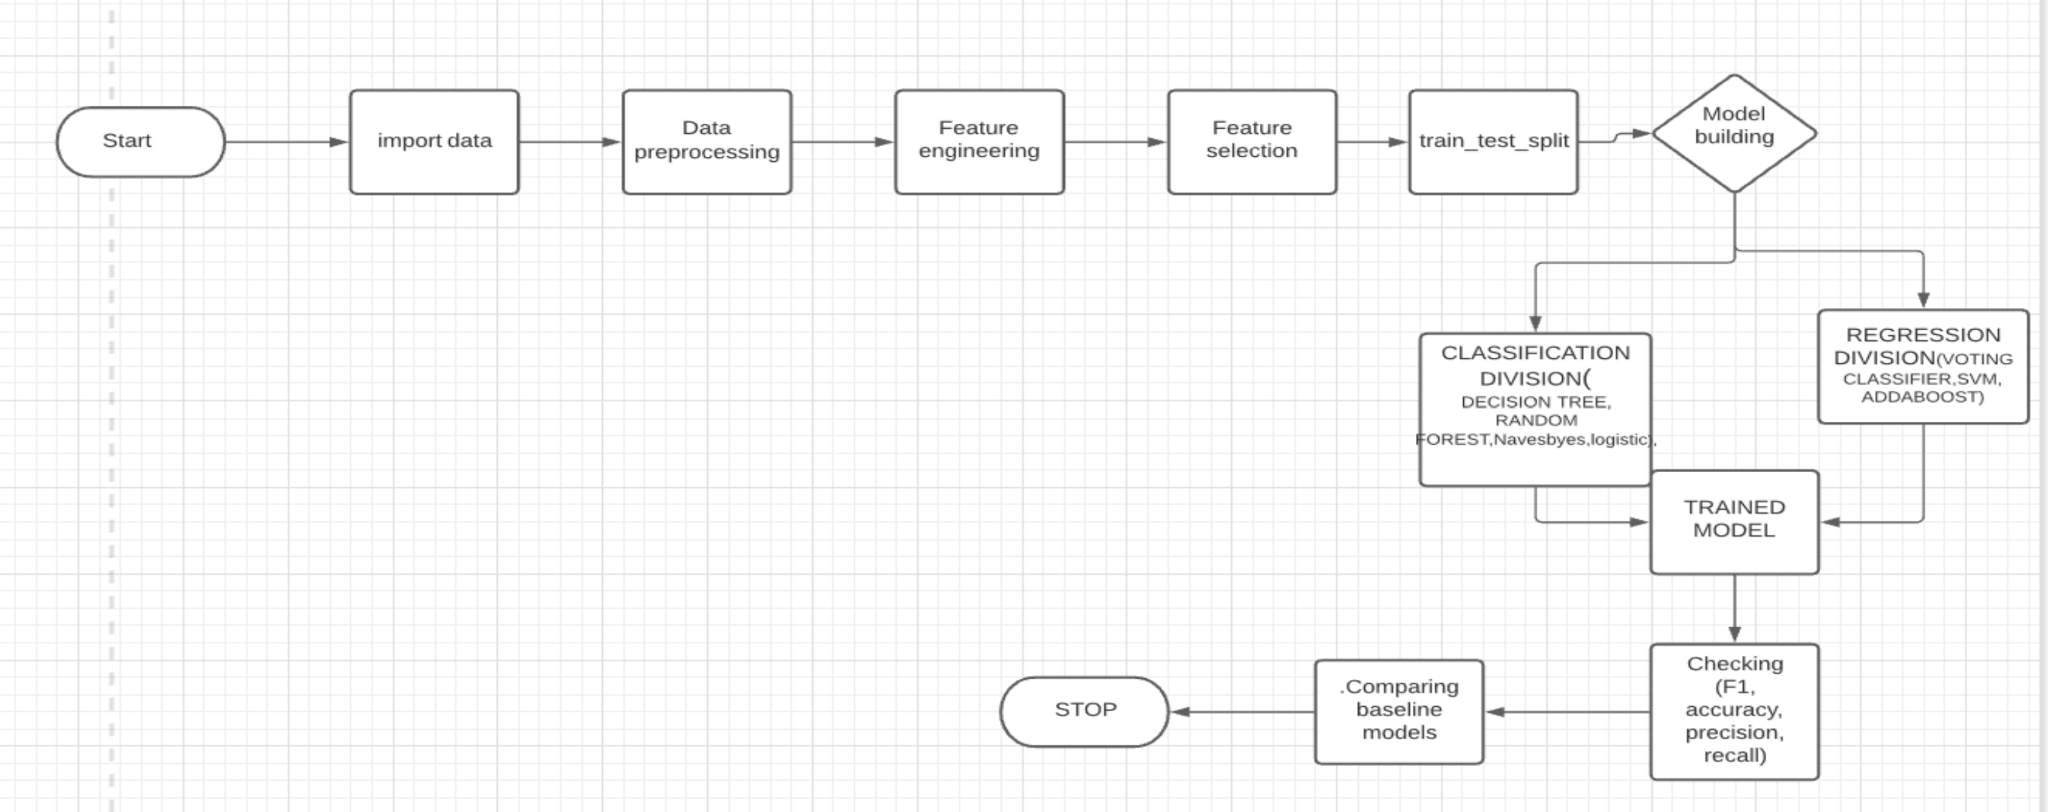 Start
import data
Data
preprocessing
Feature
engineering
Feature
selection
train_test_split
Model
building
CLASSIFICATION
DIVISION(
DECISION TREE,
RANDOM
FOREST,Navesbyes,logistic),
REGRESSION
DIVISION(VOTING
CLASSIFIER,SVM,
ADDABOOST)
TRAINED
MODEL
Checking
(F1,
accuracy,
precision,
recall)
.Comparing
baseline
models
STOP